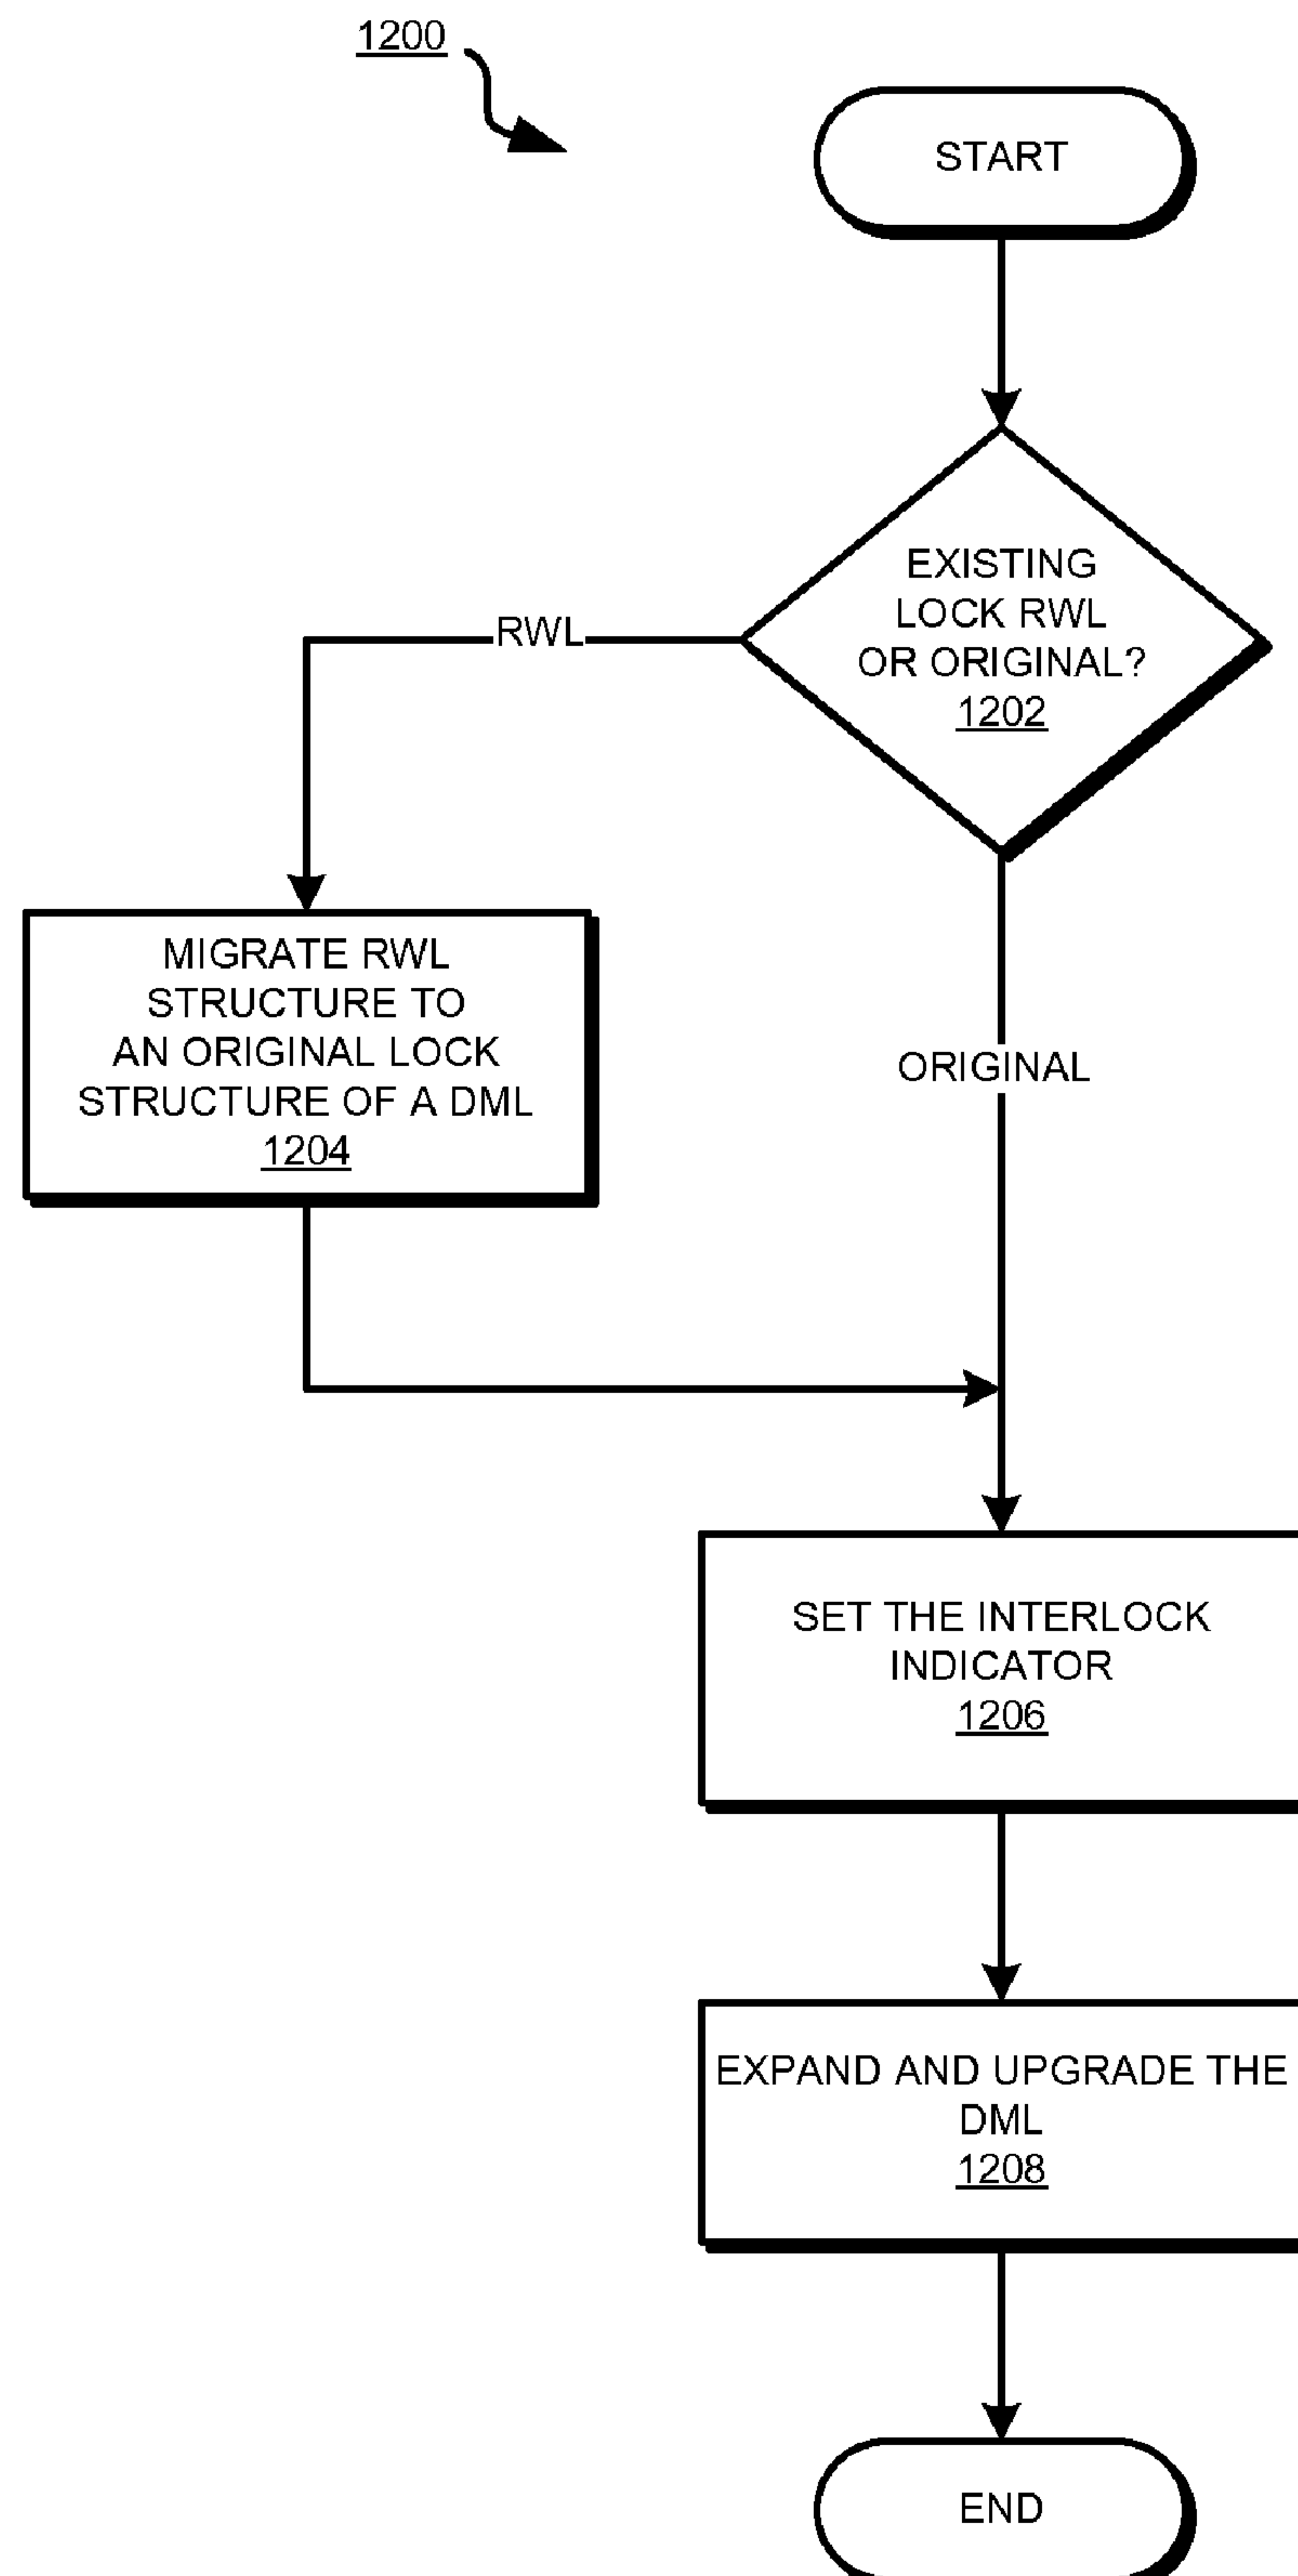 1200
START
EXISTING
LOCK RWL
OR ORIGINAL?
1202
RWL
MIGRATE RWL
STRUCTURE TO
AN ORIGINAL LOCK
STRUCTURE OF A DML
1204
ORIGINAL
SET THE INTERLOCK
INDICATOR
1206
EXPAND AND UPGRADE THE
DML
1208
END